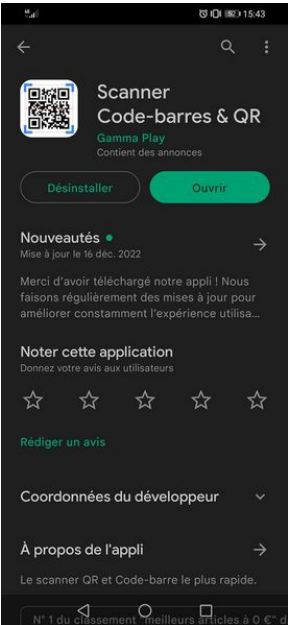 15:43
Scanner
Code-barres & QR
Gamma Play
Contient des annonces
Désinstaller
Ouvrir
Nouveautés
Mise à jour le 16 déc. 2022
Merci d'avoir téléchargé notre appli ! Nous
faisons régulièrement des mises à jour pour
améliorer constamment l'expérience utilisa...
Noter cette application
Donnez votre avis aux utilisateurs
Rédiger un avis
Coordonnées du développeur
À propos de l'appli
Le scanner QR et Code-barre le plus rapide.
N° 1 du classement "meilleurs articles à 0 €" d